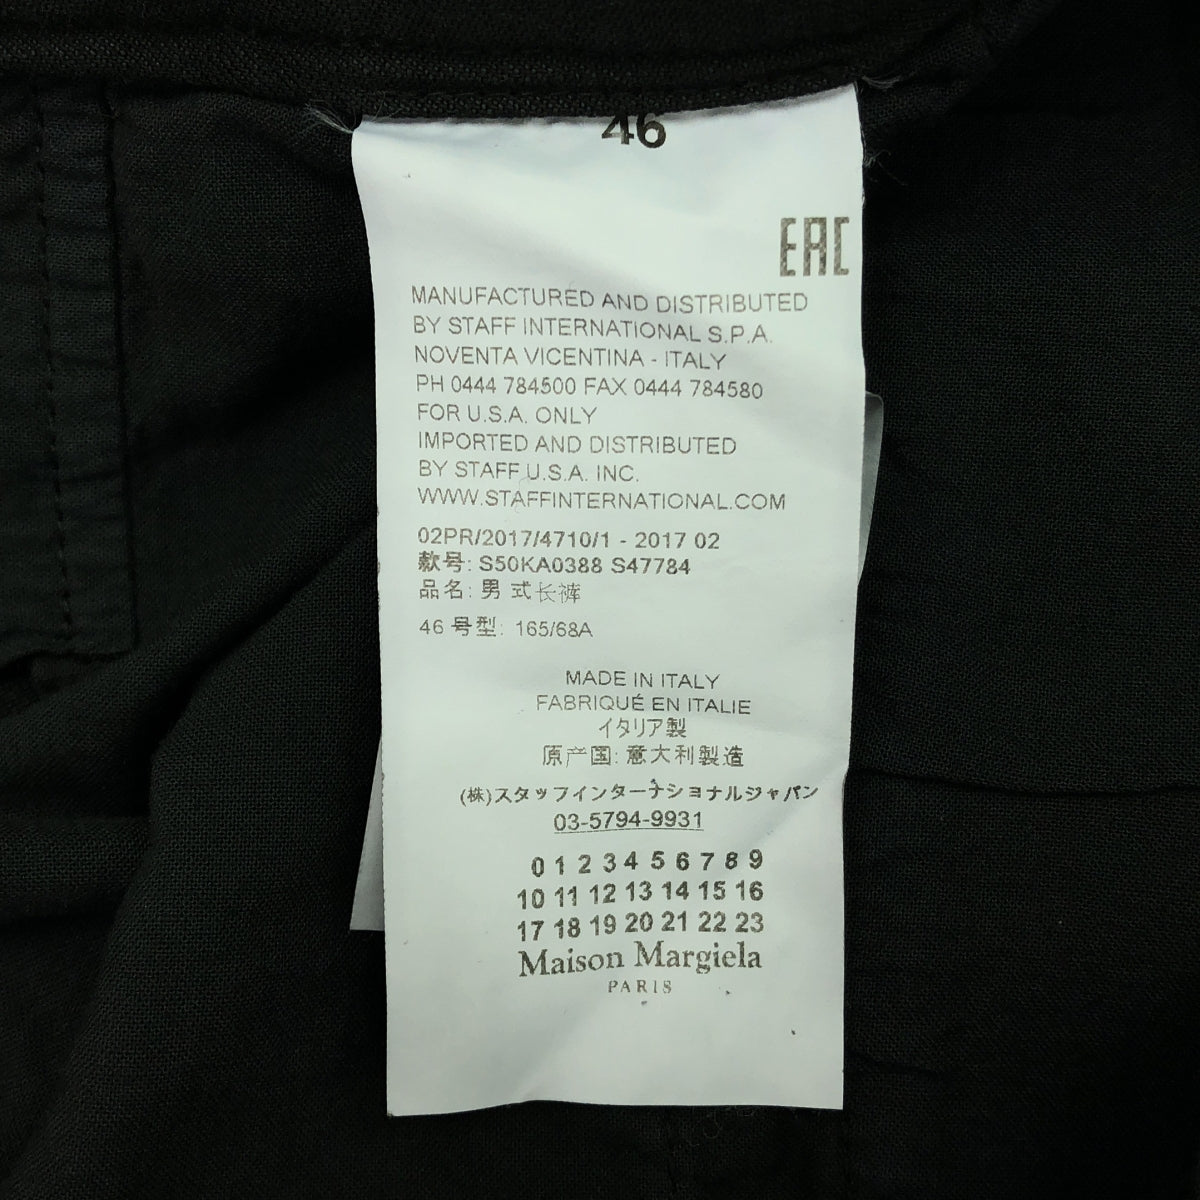 46
EAC
MANUFACTURED AND DISTRIBUTED
BY STAFF INTERNATIONAL S.P.A.
NOVENTA VICENTINA - ITALY
PH 0444 784500 FAX 0444 784580
FOR U.S.A. ONLY
IMPORTED AND DISTRIBUTED
BY STAFF U.S.A. INC.
WWW.STAFFINTERNATIONAL.COM
02PR/2017/4710/1 - 2017 02
款号: S50KA0388 S47784
品名: 男 式长裤
46 号型: 165/68A
MADE IN ITALY
FABRIQUÉ EN ITALIE
イタリア製
原产国: 意大利製造
(株)スタッフインターナショナルジャパン
03-5794-9931
0 1 2 3 4 5 6 7 8 9
10 11 12 13 14 15 16
17 18 19 20 21 22 23
Maison Margiela
PARIS